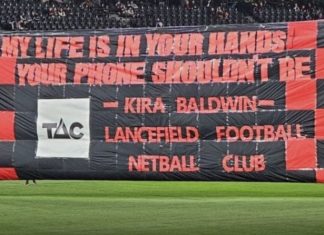 MY LIFE IS IN YOUR HANDS
YOUR PHONE SHOULDN'T BE
TAC
— KIRA BALDWIN —
LANCEFIELD FOOTBALL
NETBALL CLUB